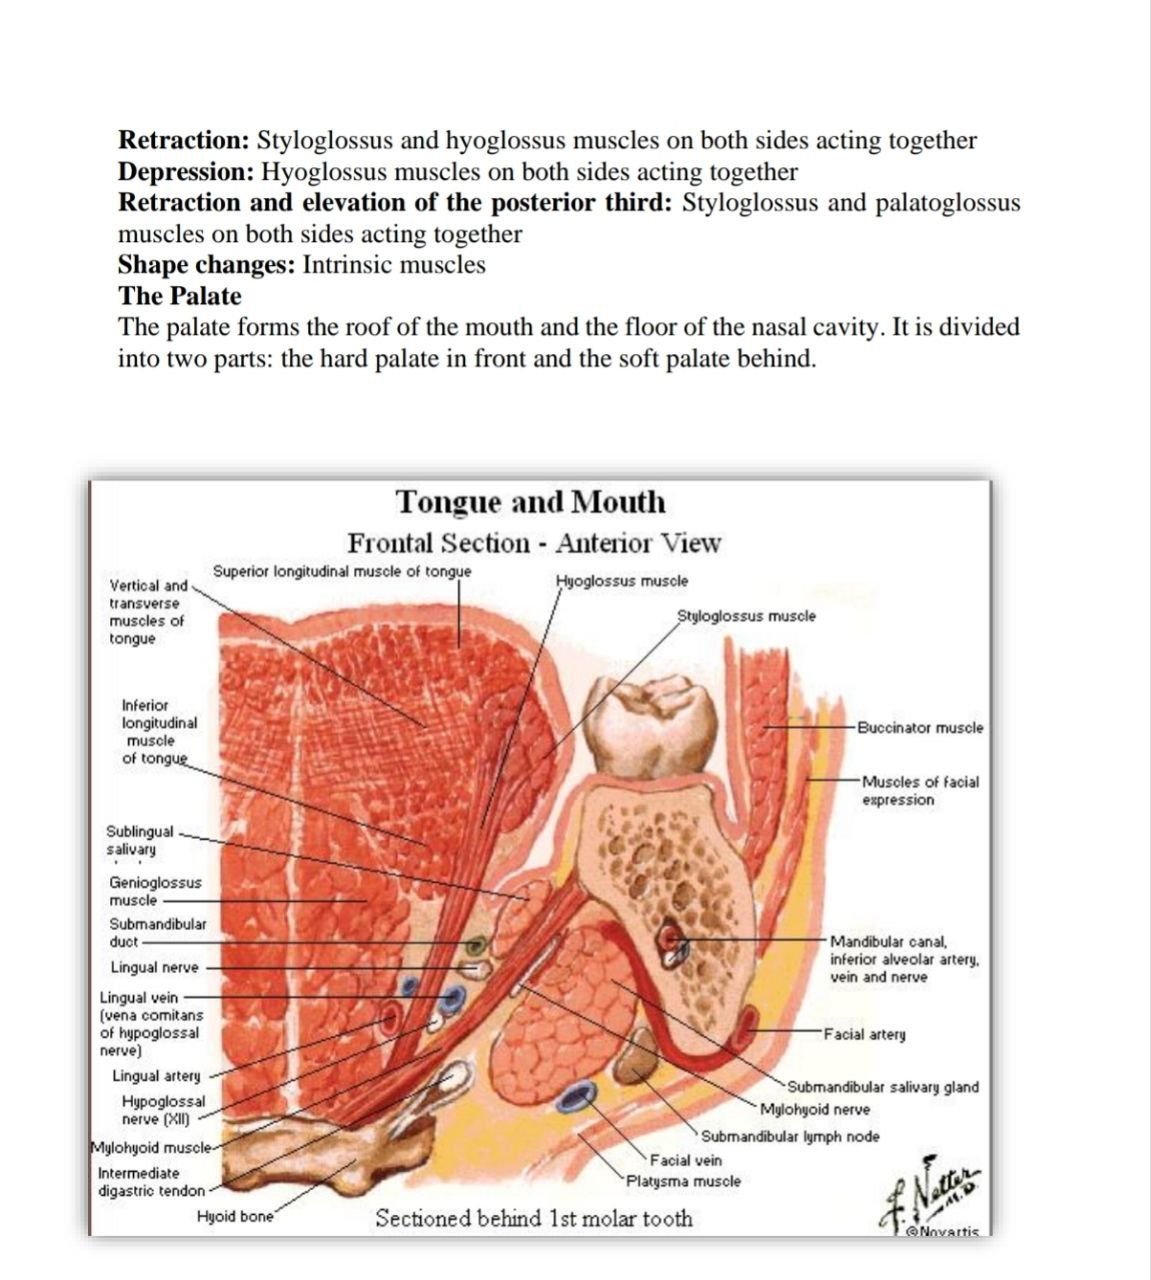 Retraction: Styloglossus and hyoglossus muscles on both sides acting together
Depression: Hyoglossus muscles on both sides acting together
Retraction and elevation of the posterior third: Styloglossus and palatoglossus
muscles on both sides acting together
Shape changes: Intrinsic muscles
The Palate
The palate forms the roof of the mouth and the floor of the nasal cavity. It is divided
into two parts: the hard palate in front and the soft palate behind.
Tongue and Mouth
Frontal Section - Anterior View
Superior longitudinal muscle of tongue
Hyoglossus muscle
Styloglossus muscle
Vertical and
transverse
muscles of
tongue
Inferior
longitudinal
muscle
of tongue
Buccinator muscle
Muscles of facial
expression
Sublingual
salivary
Genioglossus
muscle
Submandibular
duct
Lingual nerve
Lingual vein
(vena comitans
of hypoglossal
nerve)
Lingual artery
Hypoglossal
nerve (XII)
Mylohyoid muscle
Intermediate
digastric tendon
Hyoid bone
Mandibular canal,
inferior alveolar artery,
vein and nerve
Facial artery
Submandibular salivary gland
Mylohyoid nerve
Submandibular lymph node
Facial vein
Platysma muscle
Sectioned behind 1st molar tooth
F. Netter
M.D.
©Novartis